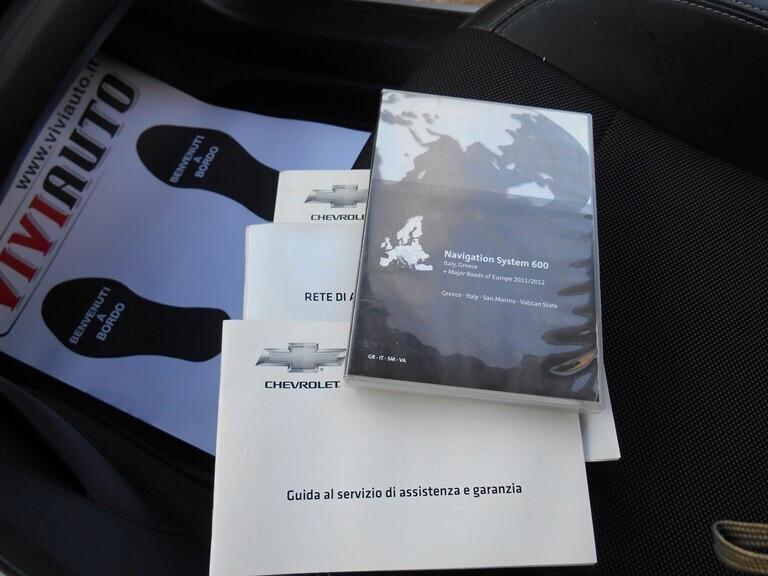 www.viviauto.it
VIVIAUTO
BENVENUTI
A
BORDO
BENVENUTI
A
BORDO
CHEVROLE
RETE DI A
CHEVROLET
Guida al servizio di assistenza e garanzia
Navigation System 600
Italy, Greece
+ Major Roads of Europe 2011/2012
Greece · Italy · San Marino · Vatican State
GR · IT · SM · VA